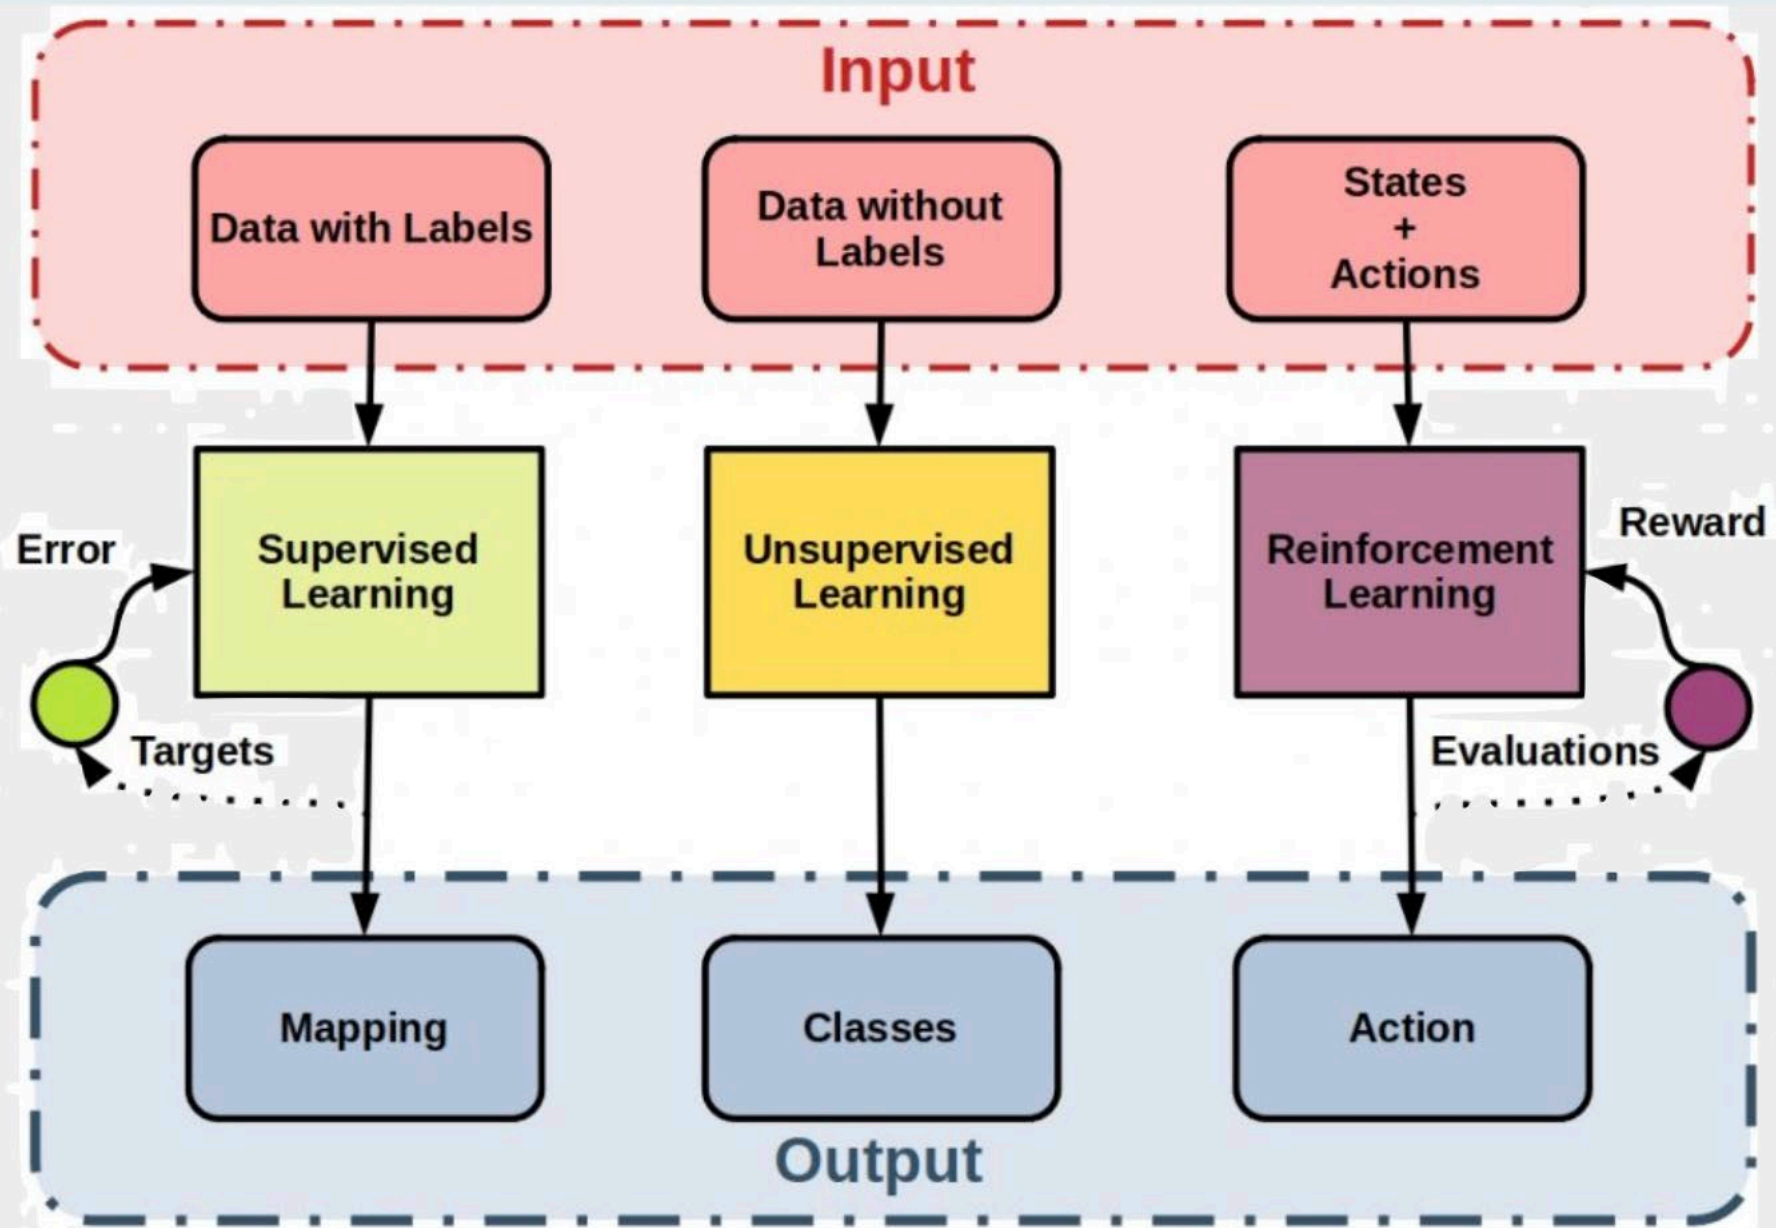 Input
Data with Labels
Data without
Labels
States
+
Actions
Error
Supervised
Learning
Unsupervised
Learning
Reinforcement
Learning
Reward
Targets
Evaluations
Mapping
Classes
Action
Output